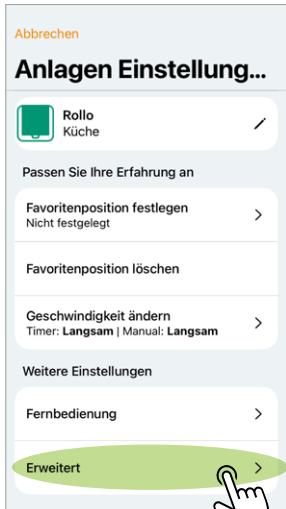 Abbrechen
Anlagen Einstellung...
Rollo
Küche
Passen Sie Ihre Erfahrung an
Favoritenposition festlegen
Nicht festgelegt
Favoritenposition löschen
Geschwindigkeit ändern
Timer: Langsam | Manual: Langsam
Weitere Einstellungen
Fernbedienung
Erweitert